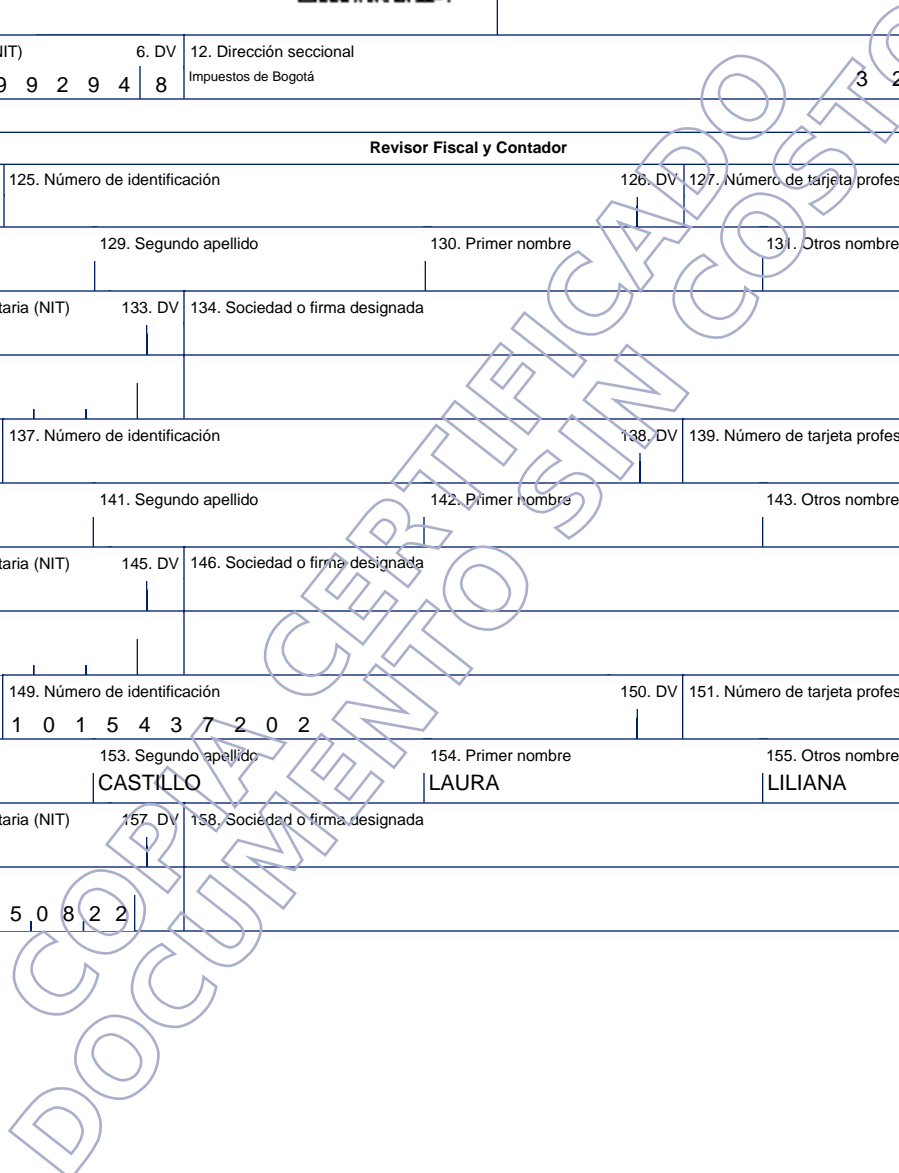 NIT) 6. DV 12. Dirección seccional
9 9 2 9 4 8 Impuestos de Bogotá 3 2
Revisor Fiscal y Contador
125. Número de identificación 126. DV 127. Número de tarjeta profes
129. Segundo apellido 130. Primer nombre 131. Otros nombre
taria (NIT) 133. DV 134. Sociedad o firma designada
137. Número de identificación 138. DV 139. Número de tarjeta profes
141. Segundo apellido 142. Primer nombre 143. Otros nombre
taria (NIT) 145. DV 146. Sociedad o firma designada
149. Número de identificación 150. DV 151. Número de tarjeta profes
1 0 1 5 4 3 7 2 0 2
153. Segundo apellido 154. Primer nombre 155. Otros nombre
CASTILLO LAURA LILIANA
taria (NIT) 157. DV 158. Sociedad o firma designada
5 0 8 2 2
COPIA CERTIFICADO
DOCUMENTO SIN COSTO